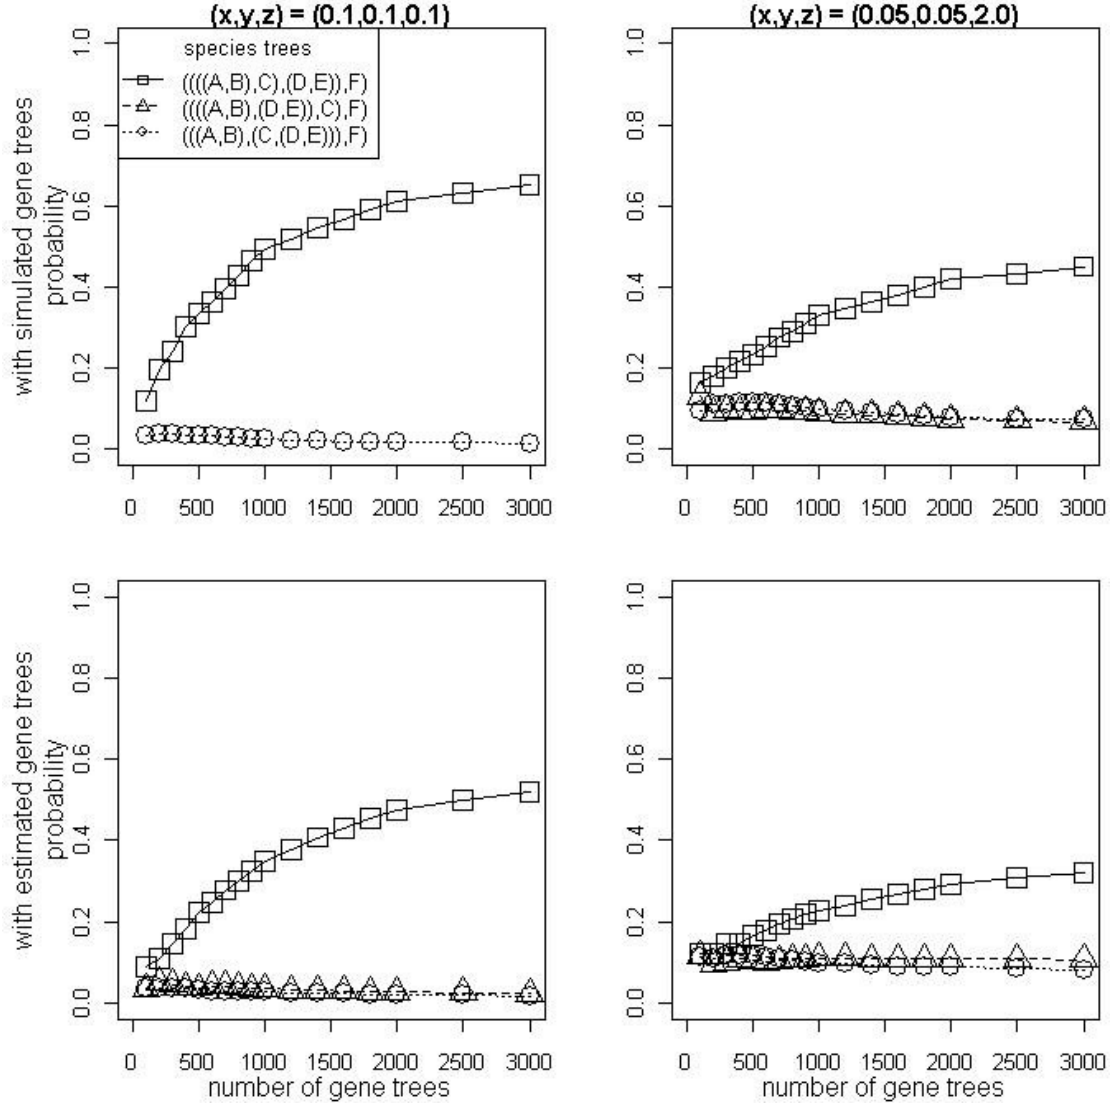 (x,y,z) = (0.1,0.1,0.1)
(x,y,z) = (0.05,0.05,2.0)
species trees
((((A,B),C),(D,E)),F)
((((A,B),(D,E)),C),F)
(((A,B),(C,(D,E))),F)
with simulated gene trees
probability
1.0
0.8
0.6
0.4
0.2
0.0
0 500 1000 1500 2000 2500 3000
1.0
0.8
0.6
0.4
0.2
0.0
0 500 1000 1500 2000 2500 3000
with estimated gene trees
probability
1.0
0.8
0.6
0.4
0.2
0.0
0 500 1000 1500 2000 2500 3000
number of gene trees
1.0
0.8
0.6
0.4
0.2
0.0
0 500 1000 1500 2000 2500 3000
number of gene trees